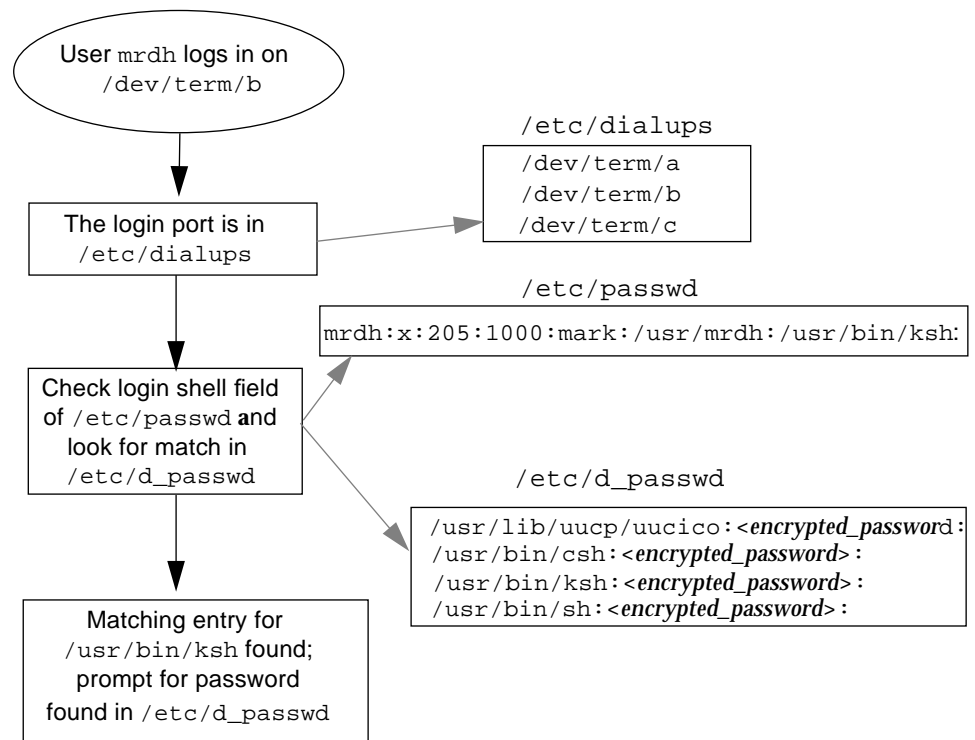 User mrdh logs in on
/dev/term/b
/etc/dialups
/dev/term/a
/dev/term/b
/dev/term/c
The login port is in
/etc/dialups
/etc/passwd
mrdh:x:205:1000:mark:/usr/mrdh:/usr/bin/ksh:
Check login shell field
of /etc/passwd and
look for match in
/etc/d_passwd
/etc/d_passwd
/usr/lib/uucp/uucico:<encrypted_password:
/usr/bin/csh:<encrypted_password>:
/usr/bin/ksh:<encrypted_password>:
/usr/bin/sh:<encrypted_password>:
Matching entry for
/usr/bin/ksh found;
prompt for password
found in /etc/d_passwd